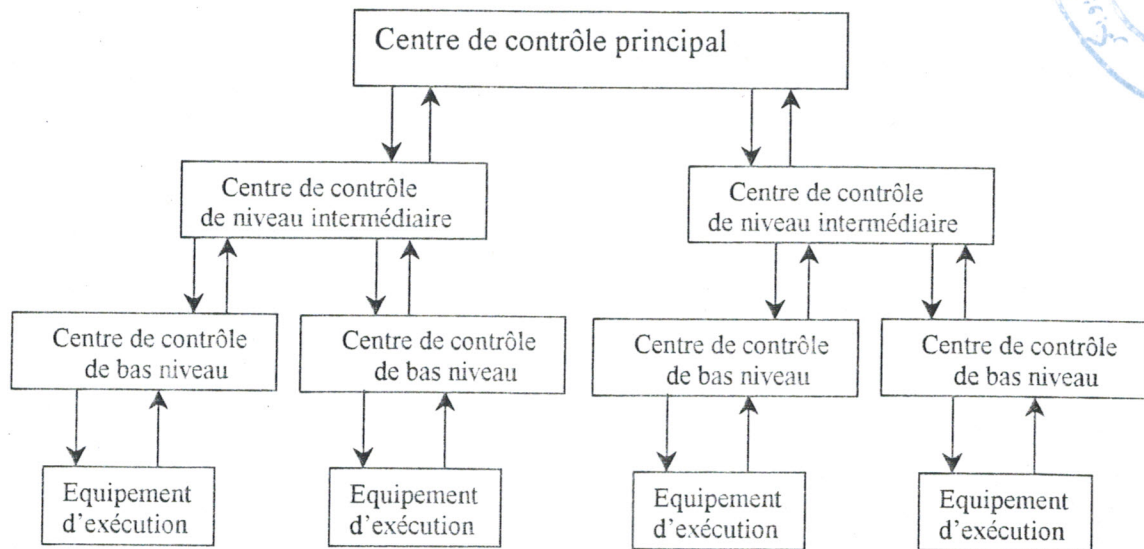 Centre de contrôle principal
Centre de contrôle
de niveau intermédiaire
Centre de contrôle
de niveau intermédiaire
Centre de contrôle
de bas niveau
Centre de contrôle
de bas niveau
Centre de contrôle
de bas niveau
Centre de contrôle
de bas niveau
Equipement
d’exécution
Equipement
d’exécution
Equipement
d’exécution
Equipement
d’exécution